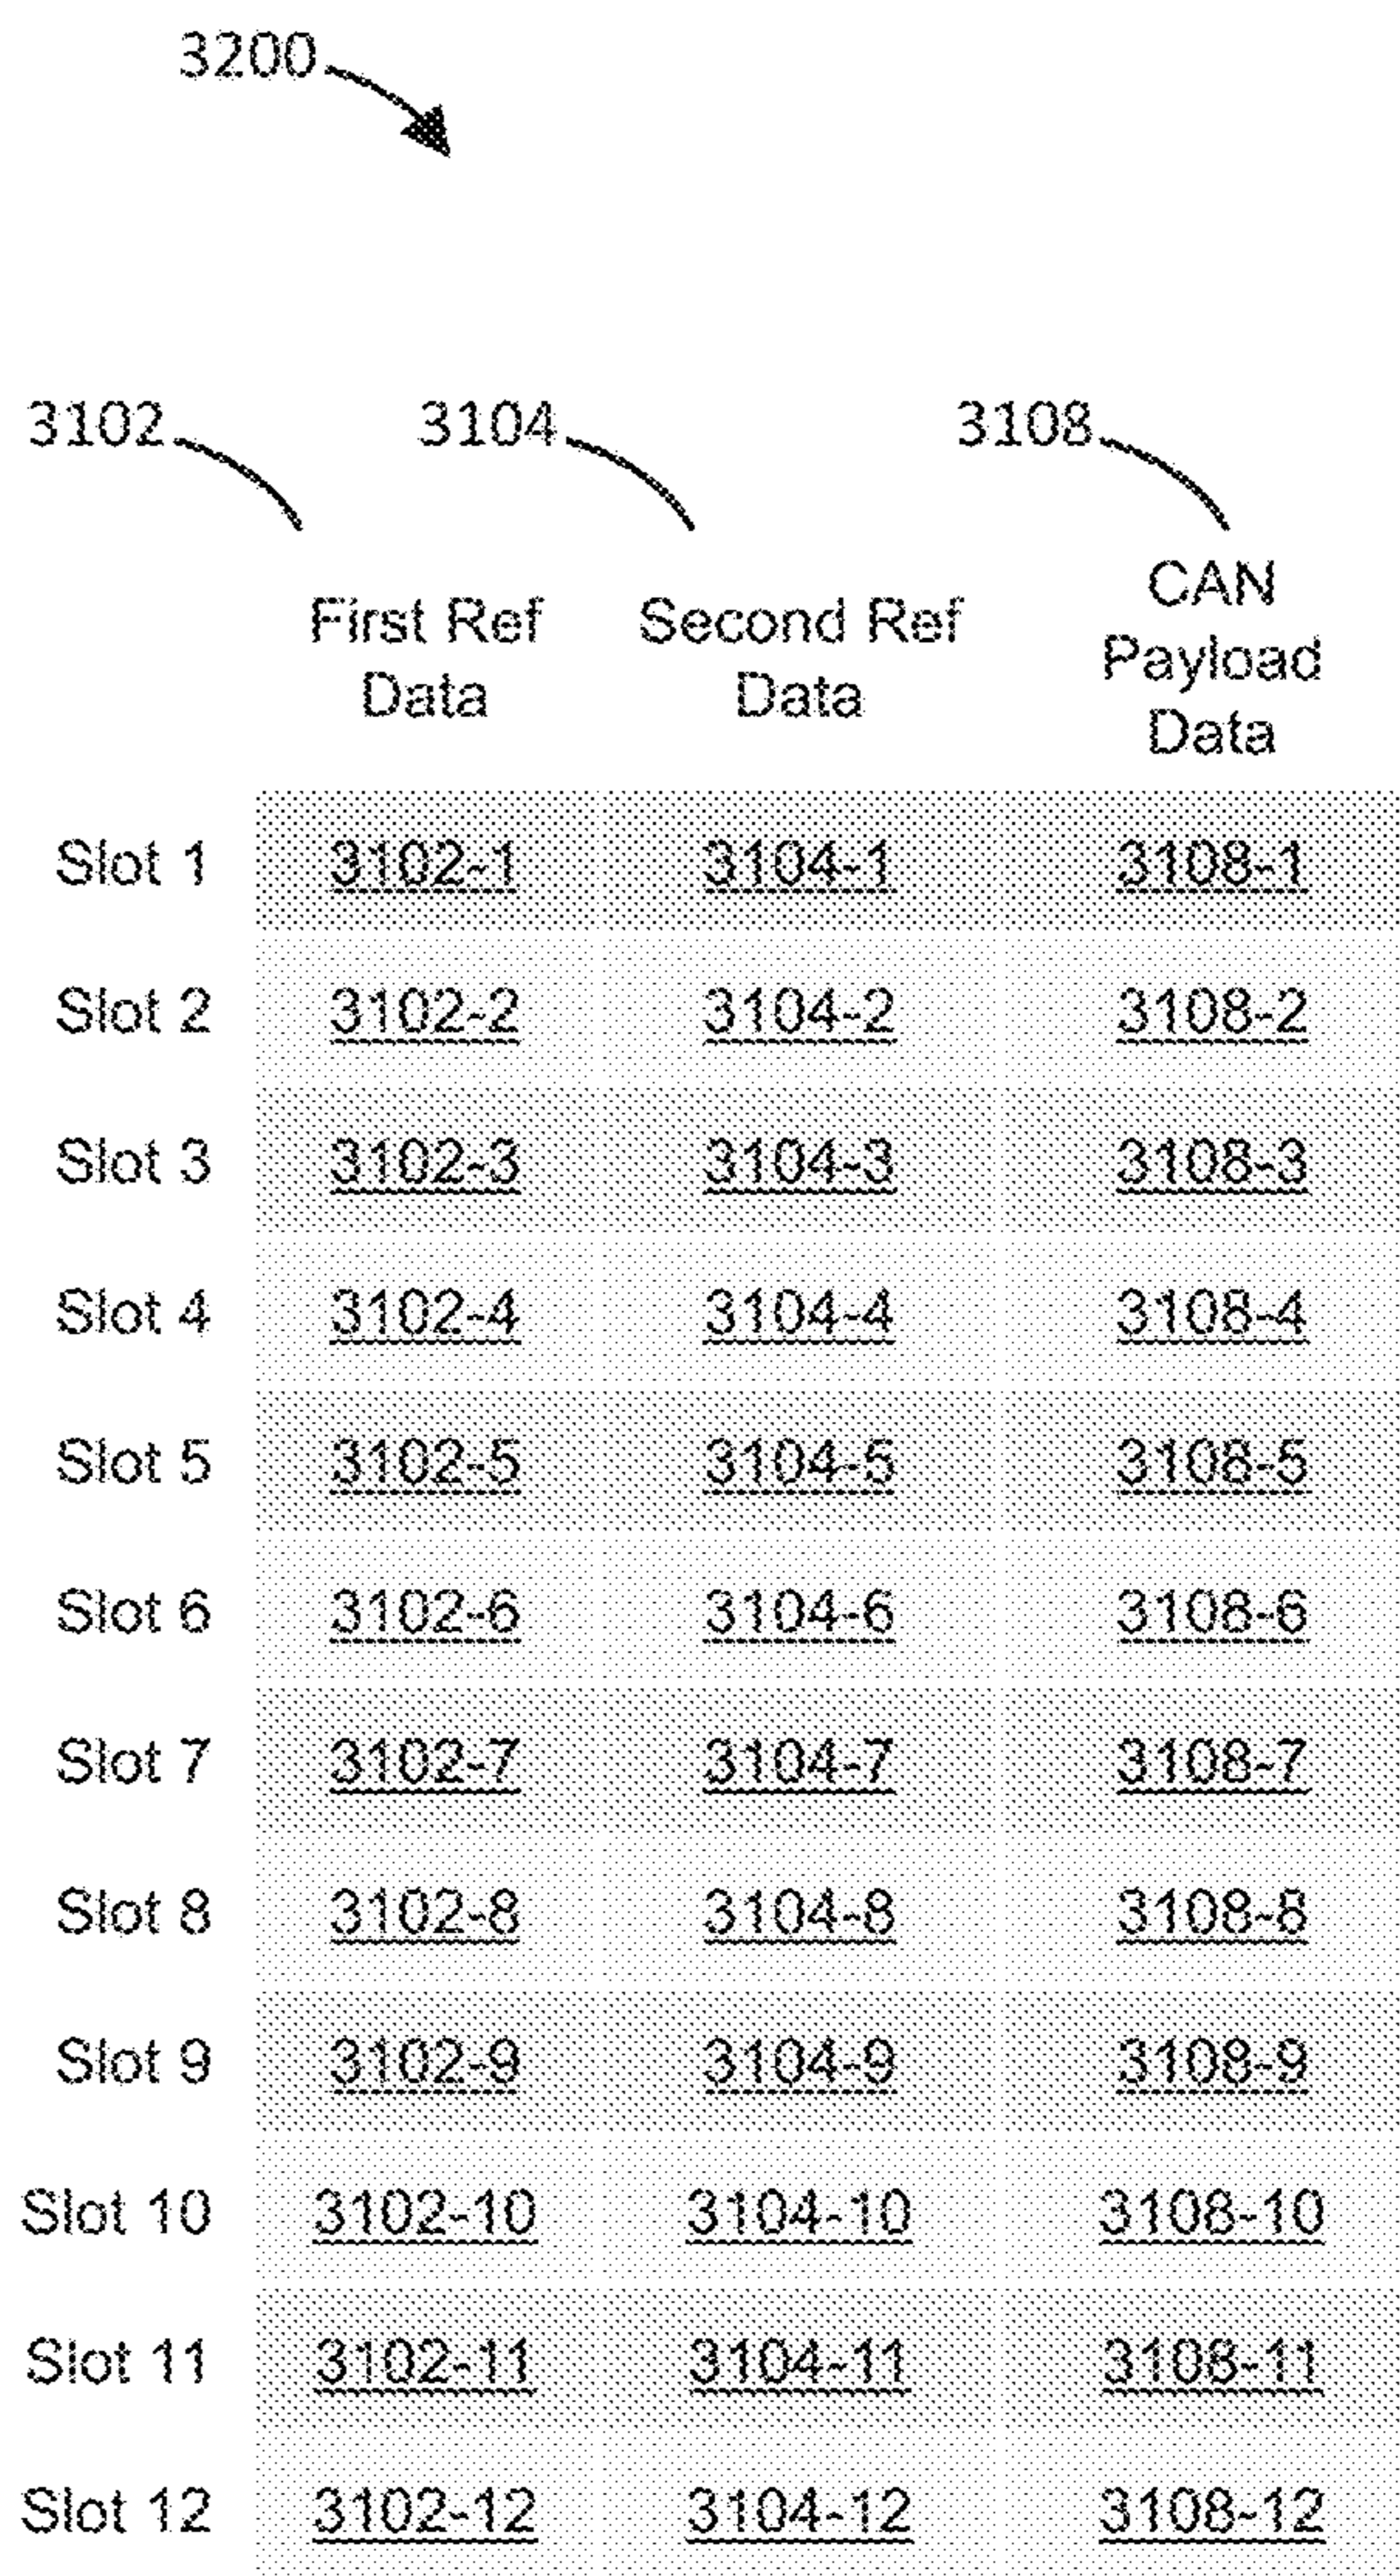 3200
3102 3104 3108
First Ref Data Second Ref Data CAN Payload Data
Slot 1 3102-1 3104-1 3108-1
Slot 2 3102-2 3104-2 3108-2
Slot 3 3102-3 3104-3 3108-3
Slot 4 3102-4 3104-4 3108-4
Slot 5 3102-5 3104-5 3108-5
Slot 6 3102-6 3104-6 3108-6
Slot 7 3102-7 3104-7 3108-7
Slot 8 3102-8 3104-8 3108-8
Slot 9 3102-9 3104-9 3108-9
Slot 10 3102-10 3104-10 3108-10
Slot 11 3102-11 3104-11 3108-11
Slot 12 3102-12 3104-12 3108-12